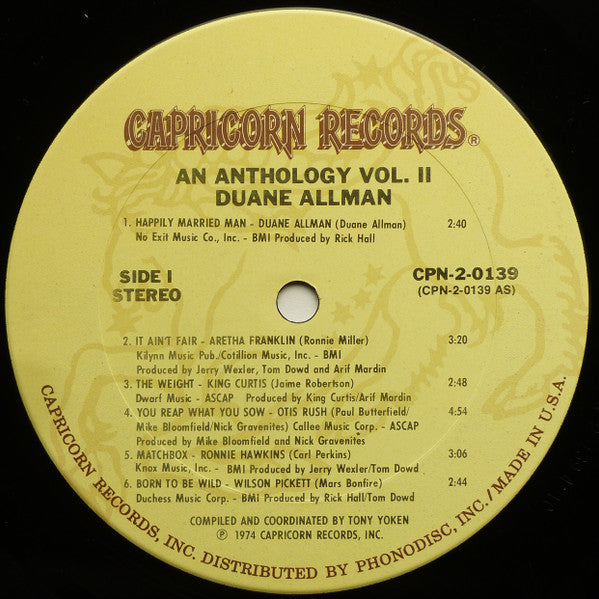 CAPRICORN RECORDS®
AN ANTHOLOGY VOL. II
DUANE ALLMAN
1. HAPPILY MARRIED MAN - DUANE ALLMAN (Duane Allman) 2:40
No Exit Music Co., Inc. - BMI Produced by Rick Hall
SIDE I
STEREO
CPN-2-0139
(CPN-2-0139 AS)
2. IT AIN'T FAIR - ARETHA FRANKLIN (Ronnie Miller) 3:20
Kilynn Music Pub./Cotillion Music, Inc. - BMI
Produced by Jerry Wexler, Tom Dowd and Arif Mardin
3. THE WEIGHT - KING CURTIS (Jaime Robertson) 2:48
Dwarf Music - ASCAP Produced by King Curtis/Arif Mardin
4. YOU REAP WHAT YOU SOW - OTIS RUSH (Paul Butterfield/ 4:54
Mike Bloomfield/Nick Gravenites) Callee Music Corp. - ASCAP
Produced by Mike Bloomfield and Nick Gravenites
5. MATCHBOX - RONNIE HAWKINS (Carl Perkins) 3:06
Knox Music, Inc. - BMI Produced by Jerry Wexler/Tom Dowd
6. BORN TO BE WILD - WILSON PICKETT (Mars Bonfire) 2:44
Duchess Music Corp. - BMI Produced by Rick Hall/Tom Dowd
COMPILED AND COORDINATED BY TONY YOKEN
℗ 1974 CAPRICORN RECORDS, INC.
CAPRICORN RECORDS, INC. DISTRIBUTED BY PHONODISC, INC./MADE IN U.S.A.